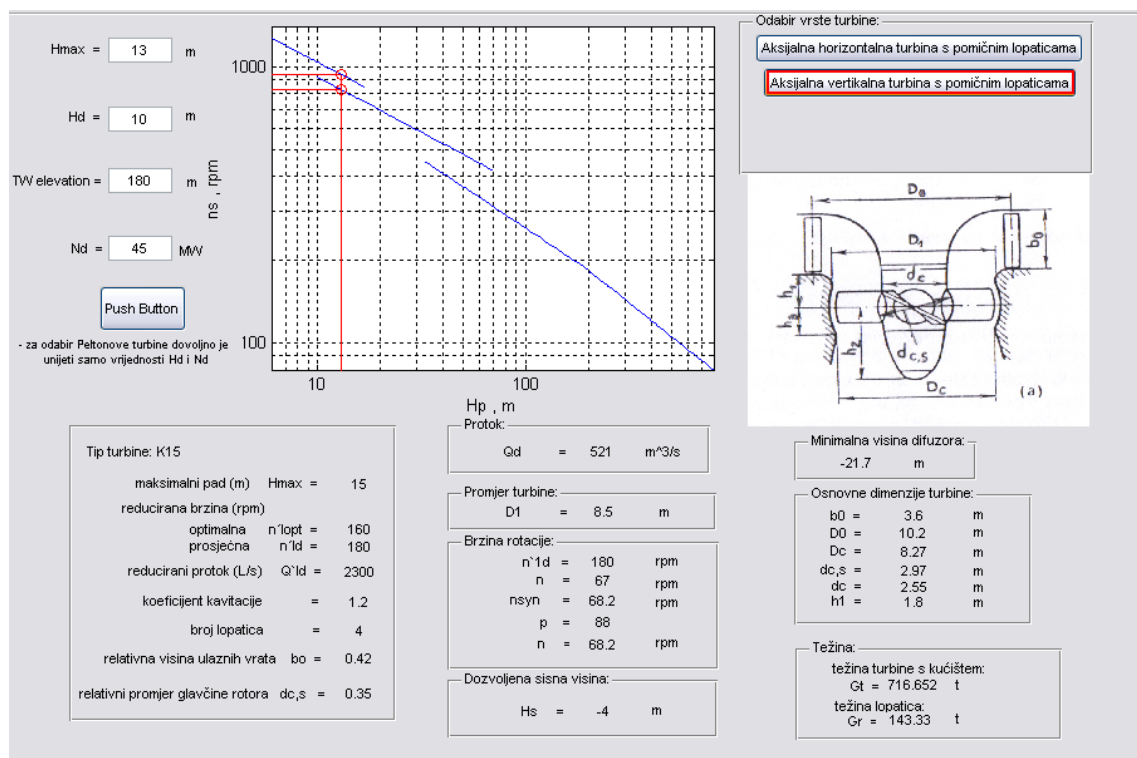 Hmax = 13 m
Hd = 10 m
TW elevation = 180 m
Nd = 45 MW
Push Button
- za odabir Peltonove turbine dovoljno je
unijeti samo vrijednosti Hd i Nd
ns , rpm
1000
100
10 100
Hp , m
Odabir vrste turbine:
Aksijalna horizontalna turbina s pomičnim lopaticama
Aksijalna vertikalna turbina s pomičnim lopaticama
D0
D1
b0
dc
h1
h3
h2
dc,s
Dc
(a)
Tip turbine: K15
maksimalni pad (m) Hmax = 15
reducirana brzina (rpm)
optimalna n´Iopt = 160
prosječna n´Id = 180
reducirani protok (L/s) Q´Id = 2300
koeficijent kavitacije = 1.2
broj lopatica = 4
relativna visina ulaznih vrata bo = 0.42
relativni promjer glavčine rotora dc,s = 0.35
Protok:
Qd = 521 m^3/s
Promjer turbine:
D1 = 8.5 m
Brzina rotacije:
n`1d = 180 rpm
n = 67 rpm
nsyn = 68.2 rpm
p = 88
n = 68.2 rpm
Dozvoljena sisna visina:
Hs = -4 m
Minimalna visina difuzora:
-21.7 m
Osnovne dimenzije turbine:
b0 = 3.6 m
D0 = 10.2 m
Dc = 8.27 m
dc,s = 2.97 m
dc = 2.55 m
h1 = 1.8 m
Težina:
težina turbine s kućištem:
Gt = 716.652 t
težina lopatica:
Gr = 143.33 t